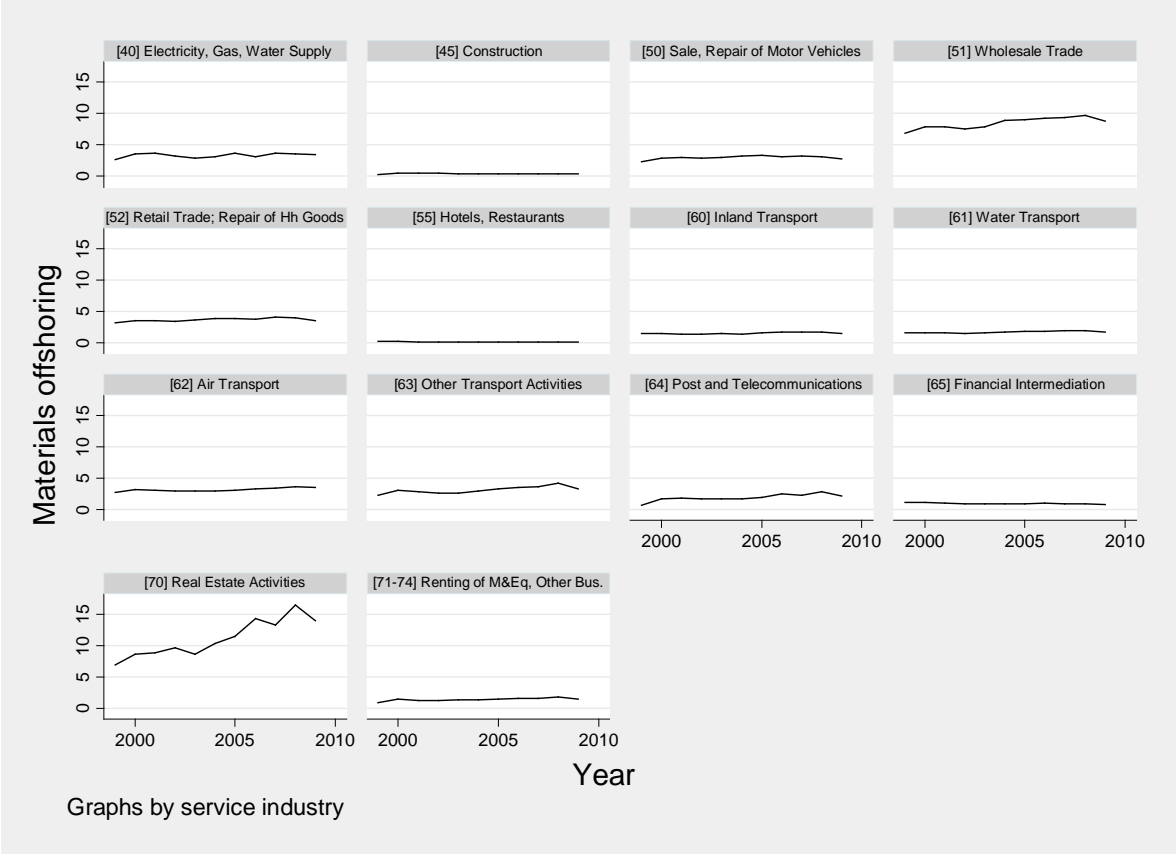 [40] Electricity, Gas, Water Supply
[45] Construction
[50] Sale, Repair of Motor Vehicles
[51] Wholesale Trade
15
10
5
0
[52] Retail Trade; Repair of Hh Goods
[55] Hotels, Restaurants
[60] Inland Transport
[61] Water Transport
15
10
5
0
[62] Air Transport
[63] Other Transport Activities
[64] Post and Telecommunications
[65] Financial Intermediation
15
10
5
0
2000 2005 2010
2000 2005 2010
[70] Real Estate Activities
[71-74] Renting of M&Eq, Other Bus.
15
10
5
0
2000 2005 2010
2000 2005 2010
Materials offshoring
Year
Graphs by service industry